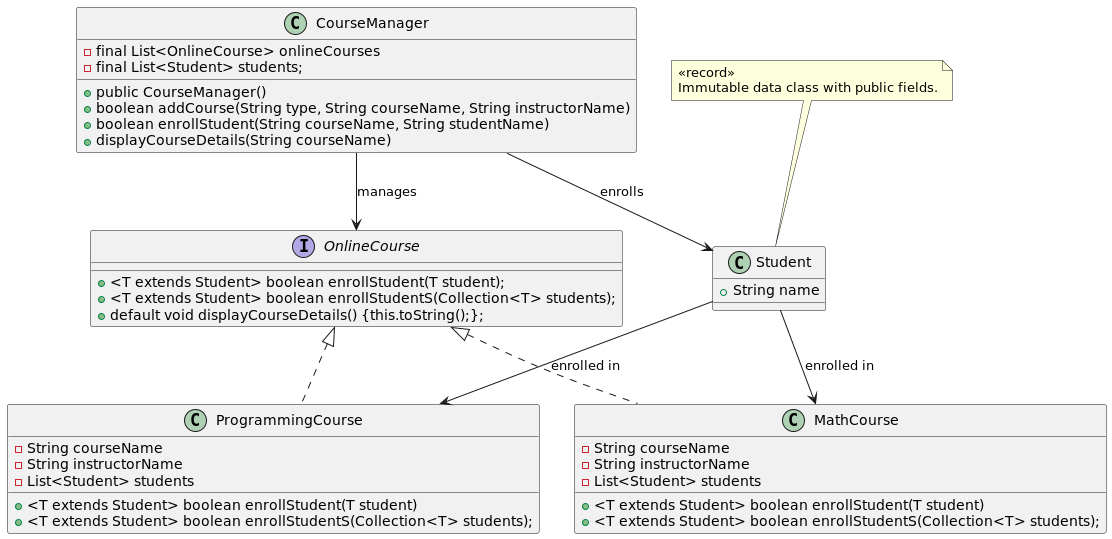 C CourseManager
final List<OnlineCourse> onlineCourses
final List<Student> students;
public CourseManager()
boolean addCourse(String type, String courseName, String instructorName)
boolean enrollStudent(String courseName, String studentName)
displayCourseDetails(String courseName)
«record»
Immutable data class with public fields.
manages
enrolls
I OnlineCourse
<T extends Student> boolean enrollStudent(T student);
<T extends Student> boolean enrollStudentS(Collection<T> students);
default void displayCourseDetails() {this.toString();};
C Student
String name
enrolled in
enrolled in
C ProgrammingCourse
String courseName
String instructorName
List<Student> students
<T extends Student> boolean enrollStudent(T student)
<T extends Student> boolean enrollStudentS(Collection<T> students);
C MathCourse
String courseName
String instructorName
List<Student> students
<T extends Student> boolean enrollStudent(T student)
<T extends Student> boolean enrollStudentS(Collection<T> students);